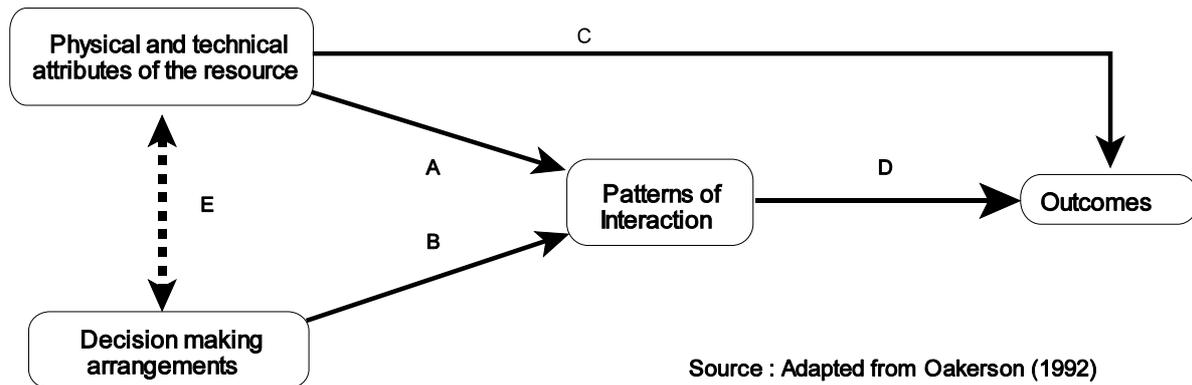 Physical and technical
attributes of the resource
C
A
E
Patterns of
Interaction
D
Outcomes
B
Decision making
arrangements
Source : Adapted from Oakerson (1992)